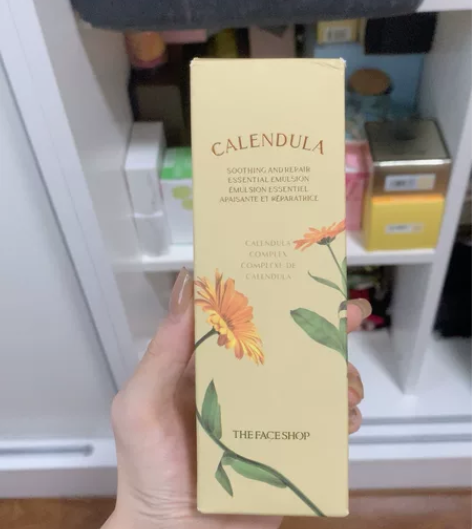 CALENDULA
SOOTHING AND REPAIR
ESSENTIAL EMULSION
ÉMULSION ESSENTIEL
APAISANTE ET RÉPARATRICE
CALENDULA
COMPLEX
COMPLEXE DE
CALENDULA
THE FACE SHOP